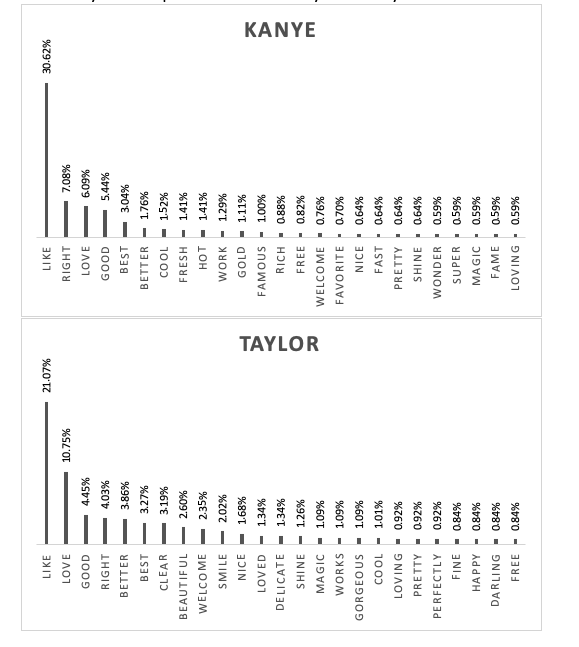 KANYE
30.62% 7.08% 6.09% 5.44% 3.04% 1.76% 1.52% 1.41% 1.41% 1.29% 1.11% 1.00% 0.88% 0.82% 0.76% 0.70% 0.64% 0.64% 0.64% 0.64% 0.59% 0.59% 0.59% 0.59% 0.59%
LIKE RIGHT LOVE GOOD BEST BETTER COOL FRESH HOT WORK GOLD FAMOUS RICH FREE WELCOME FAVORITE NICE FAST PRETTY SHINE WONDER SUPER MAGIC FAME LOVING
TAYLOR
21.07% 10.75% 4.45% 4.03% 3.86% 3.27% 3.19% 2.60% 2.35% 2.02% 1.68% 1.34% 1.34% 1.26% 1.09% 1.09% 1.09% 1.01% 0.92% 0.92% 0.92% 0.84% 0.84% 0.84% 0.84%
LIKE LOVE GOOD RIGHT BETTER BEST CLEAR BEAUTIFUL WELCOME SMILE NICE LOVED DELICATE SHINE MAGIC WORKS GORGEOUS COOL LOVING PRETTY PERFECTLY FINE HAPPY DARLING FREE